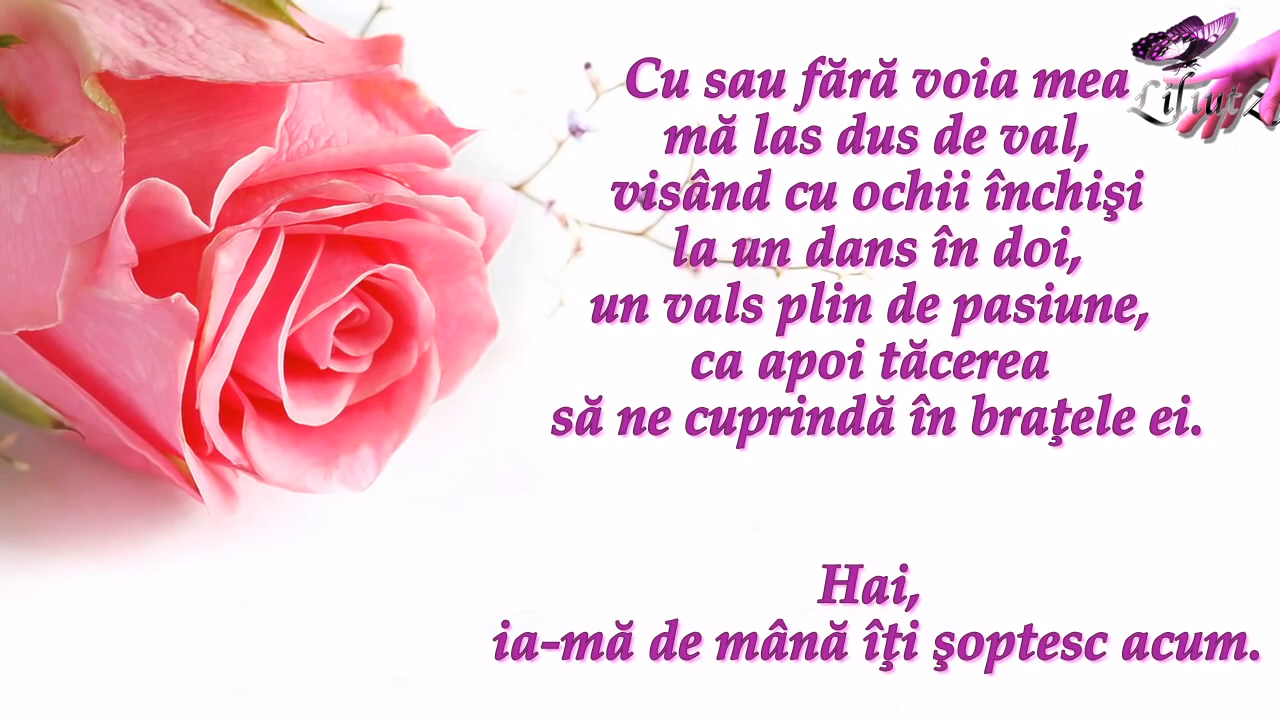 Cu sau fără voia mea
mă las dus de val,
visând cu ochii închişi
la un dans în doi,
un vals plin de pasiune,
ca apoi tăcerea
să ne cuprindă în braţele ei.
Hai,
ia-mă de mână îţi şoptesc acum.